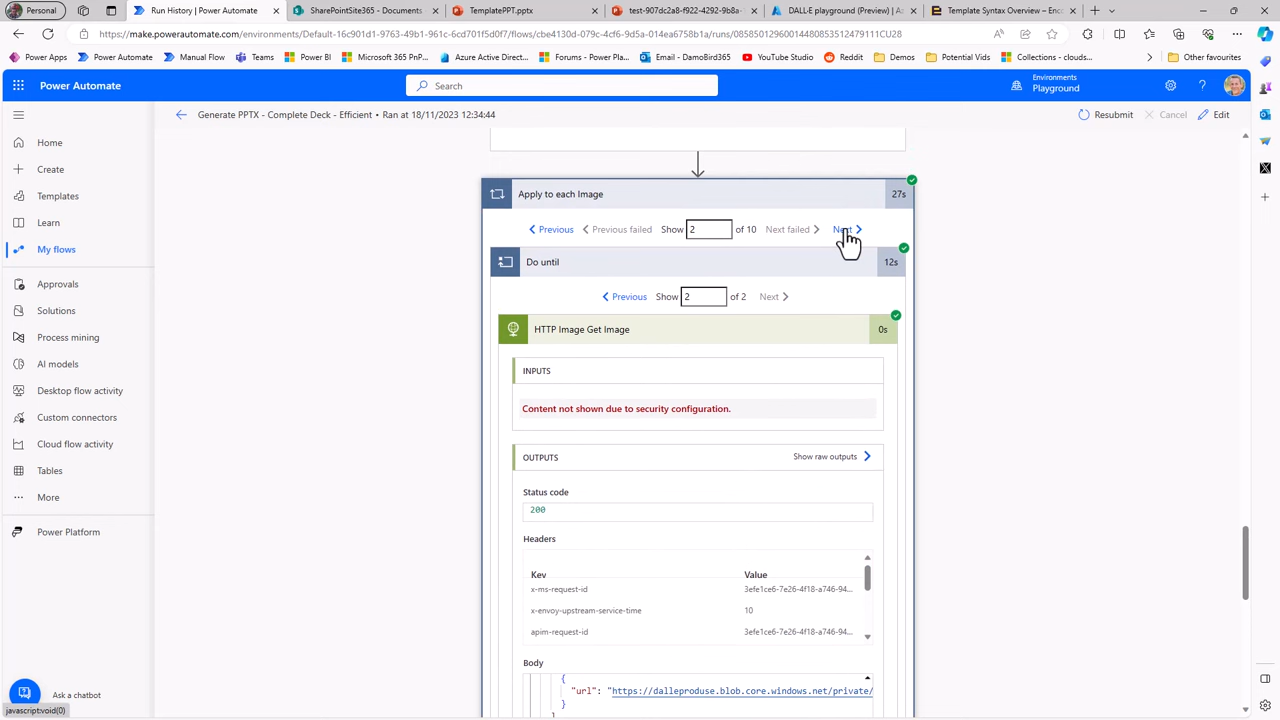 Personal
Run History | Power Automate
SharePointSite365 - Documents
TemplatePPT.pptx
test-907dc2a8-f922-4292-9b8a-
DALL-E playground (Preview) | A
Template Syntax Overview – Enco
https://make.powerautomate.com/environments/Default-16c901d1-9763-49b1-961c-6cd701f5d0f7/flows/cbe4130d-079c-4cf6-9d5a-014ea6758b1a/runs/08585012960014480853512479111CU28
Power Apps
Power Automate
Manual Flow
Teams
Power BI
Microsoft 365 PnP...
Azure Active Direct...
Forums - Power Pla...
Email - DamoBird365
YouTube Studio
Reddit
Demos
Potential Vids
Collections - clouds...
Other favourites
Power Automate
Search
Environments
Playground
Generate PPTX - Complete Deck - Efficient • Ran at 18/11/2023 12:34:44
Resubmit
Cancel
Edit
Home
Create
Templates
Learn
My flows
Approvals
Solutions
Process mining
AI models
Desktop flow activity
Custom connectors
Cloud flow activity
Tables
More
Power Platform
Ask a chatbot
javascript:void(0)
Apply to each Image
27s
Previous
Previous failed
Show 2 of 10
Next failed
Next
Do until
12s
Previous
Show 2 of 2
Next
HTTP Image Get Image
0s
INPUTS
Content not shown due to security configuration.
OUTPUTS
Show raw outputs
Status code
200
Headers
Key Value
x-ms-request-id 3efe1ce6-7e26-4f18-a746-94...
x-envoy-upstream-service-time 10
apim-request-id 3efe1ce6-7e26-4f18-a746-94...
Body
{
"url": "https://dalleproduse.blob.core.windows.net/private/
}